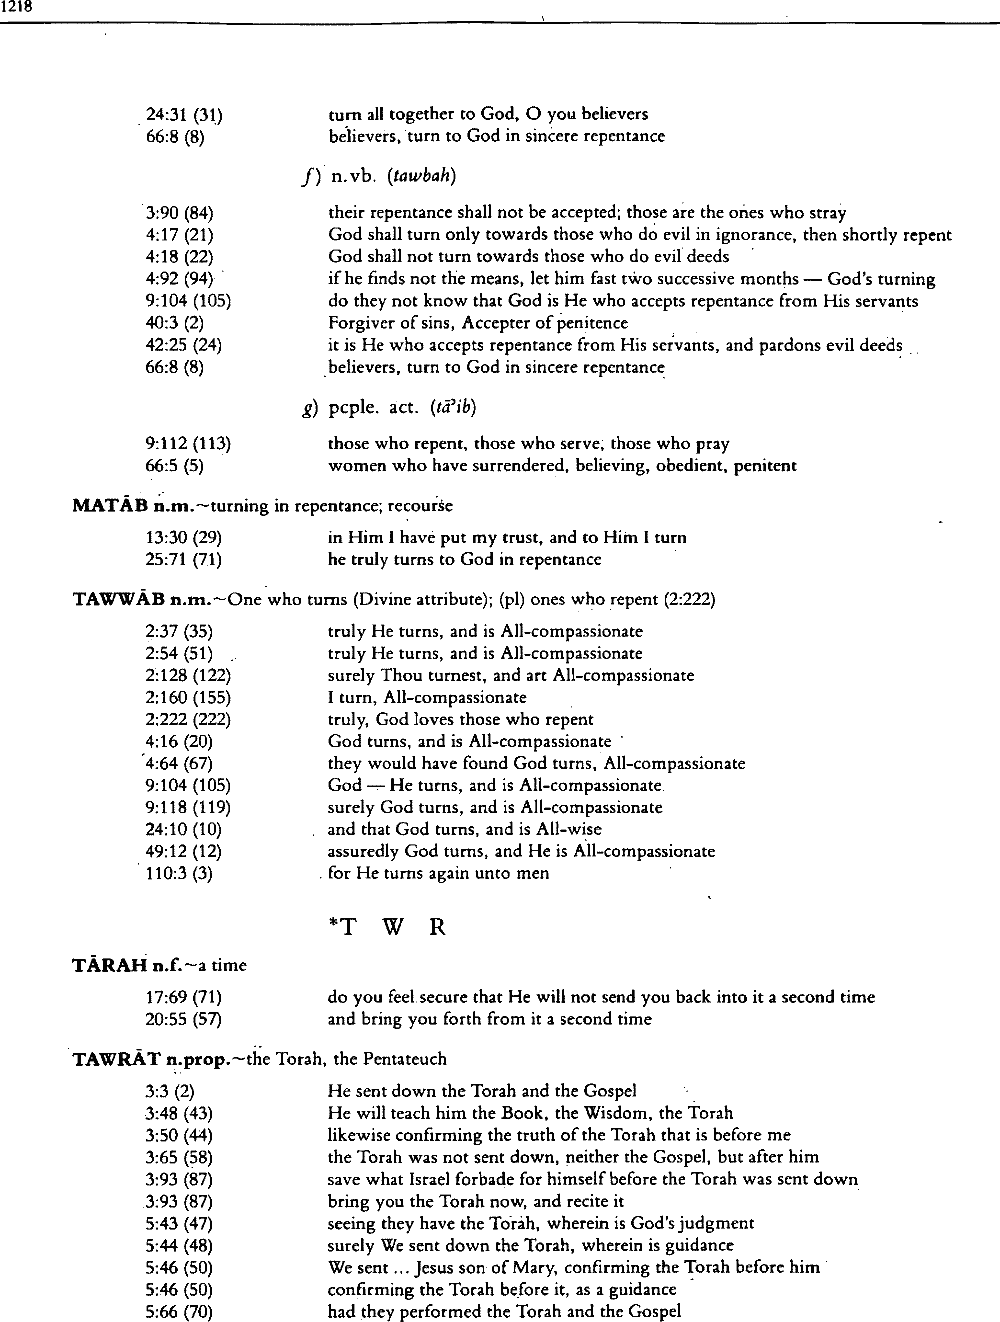 1218
24:31 (31) turn all together to God, O you believers
66:8 (8) believers, turn to God in sincere repentance
f) n.vb. (tawbah)
3:90 (84) their repentance shall not be accepted; those are the ones who stray
4:17 (21) God shall turn only towards those who do evil in ignorance, then shortly repent
4:18 (22) God shall not turn towards those who do evil deeds
4:92 (94) if he finds not the means, let him fast two successive months — God's turning
9:104 (105) do they not know that God is He who accepts repentance from His servants
40:3 (2) Forgiver of sins, Accepter of penitence
42:25 (24) it is He who accepts repentance from His servants, and pardons evil deeds
66:8 (8) believers, turn to God in sincere repentance
g) pcple. act. (tāʾib)
9:112 (113) those who repent, those who serve, those who pray
66:5 (5) women who have surrendered, believing, obedient, penitent
MATĀB n.m.~turning in repentance; recourse
13:30 (29) in Him I have put my trust, and to Him I turn
25:71 (71) he truly turns to God in repentance
TAWWĀB n.m.~One who turns (Divine attribute); (pl) ones who repent (2:222)
2:37 (35) truly He turns, and is All-compassionate
2:54 (51) truly He turns, and is All-compassionate
2:128 (122) surely Thou turnest, and art All-compassionate
2:160 (155) I turn, All-compassionate
2:222 (222) truly, God loves those who repent
4:16 (20) God turns, and is All-compassionate
4:64 (67) they would have found God turns, All-compassionate
9:104 (105) God — He turns, and is All-compassionate
9:118 (119) surely God turns, and is All-compassionate
24:10 (10) and that God turns, and is All-wise
49:12 (12) assuredly God turns, and He is All-compassionate
110:3 (3) for He turns again unto men
*T W R
TĀRAH n.f.~a time
17:69 (71) do you feel secure that He will not send you back into it a second time
20:55 (57) and bring you forth from it a second time
TAWRĀT n.prop.~the Torah, the Pentateuch
3:3 (2) He sent down the Torah and the Gospel
3:48 (43) He will teach him the Book, the Wisdom, the Torah
3:50 (44) likewise confirming the truth of the Torah that is before me
3:65 (58) the Torah was not sent down, neither the Gospel, but after him
3:93 (87) save what Israel forbade for himself before the Torah was sent down
3:93 (87) bring you the Torah now, and recite it
5:43 (47) seeing they have the Torah, wherein is God's judgment
5:44 (48) surely We sent down the Torah, wherein is guidance
5:46 (50) We sent ... Jesus son of Mary, confirming the Torah before him
5:46 (50) confirming the Torah before it, as a guidance
5:66 (70) had they performed the Torah and the Gospel